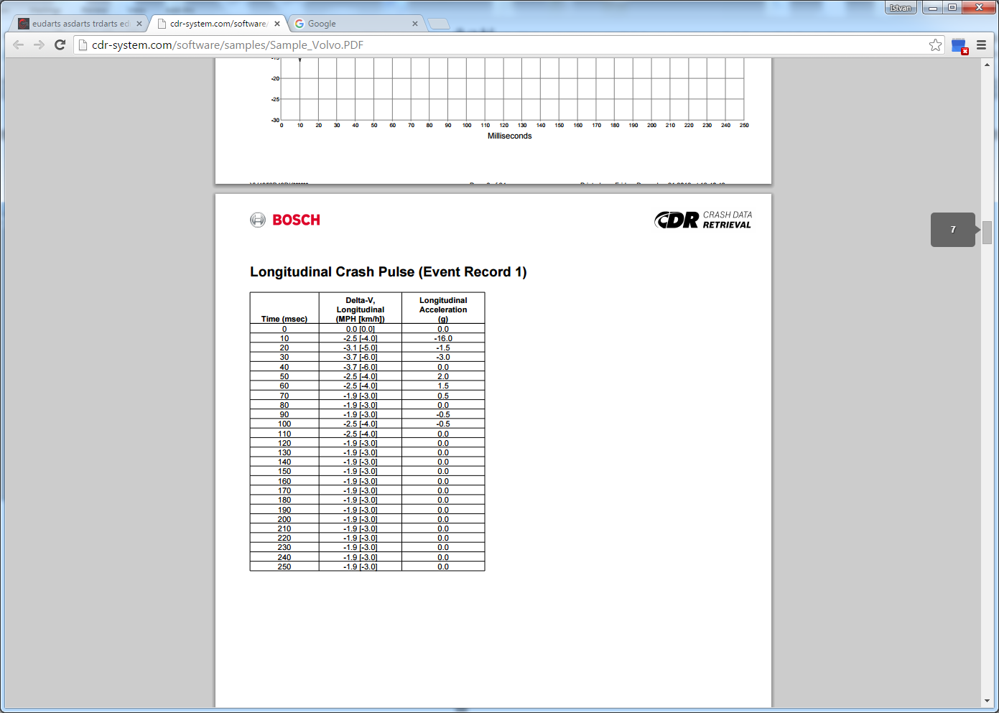 Istvan
eudarts asdarts trdarts ed
cdr-system.com/software/
Google
cdr-system.com/software/samples/Sample_Volvo.PDF
-20
-25
-30
0 10 20 30 40 50 60 70 80 90 100 110 120 130 140 150 160 170 180 190 200 210 220 230 240 250
Milliseconds
BOSCH
CDR CRASH DATA
RETRIEVAL
7
Longitudinal Crash Pulse (Event Record 1)
Delta-V, Longitudinal
Longitudinal Acceleration
Time (msec) (MPH [km/h]) (g)
0 0.0 [0.0] 0.0
10 -2.5 [-4.0] -16.0
20 -3.1 [-5.0] -1.5
30 -3.7 [-6.0] -3.0
40 -3.7 [-6.0] 0.0
50 -2.5 [-4.0] 2.0
60 -2.5 [-4.0] 1.5
70 -1.9 [-3.0] 0.5
80 -1.9 [-3.0] 0.0
90 -1.9 [-3.0] -0.5
100 -2.5 [-4.0] -0.5
110 -2.5 [-4.0] 0.0
120 -1.9 [-3.0] 0.0
130 -1.9 [-3.0] 0.0
140 -1.9 [-3.0] 0.0
150 -1.9 [-3.0] 0.0
160 -1.9 [-3.0] 0.0
170 -1.9 [-3.0] 0.0
180 -1.9 [-3.0] 0.0
190 -1.9 [-3.0] 0.0
200 -1.9 [-3.0] 0.0
210 -1.9 [-3.0] 0.0
220 -1.9 [-3.0] 0.0
230 -1.9 [-3.0] 0.0
240 -1.9 [-3.0] 0.0
250 -1.9 [-3.0] 0.0